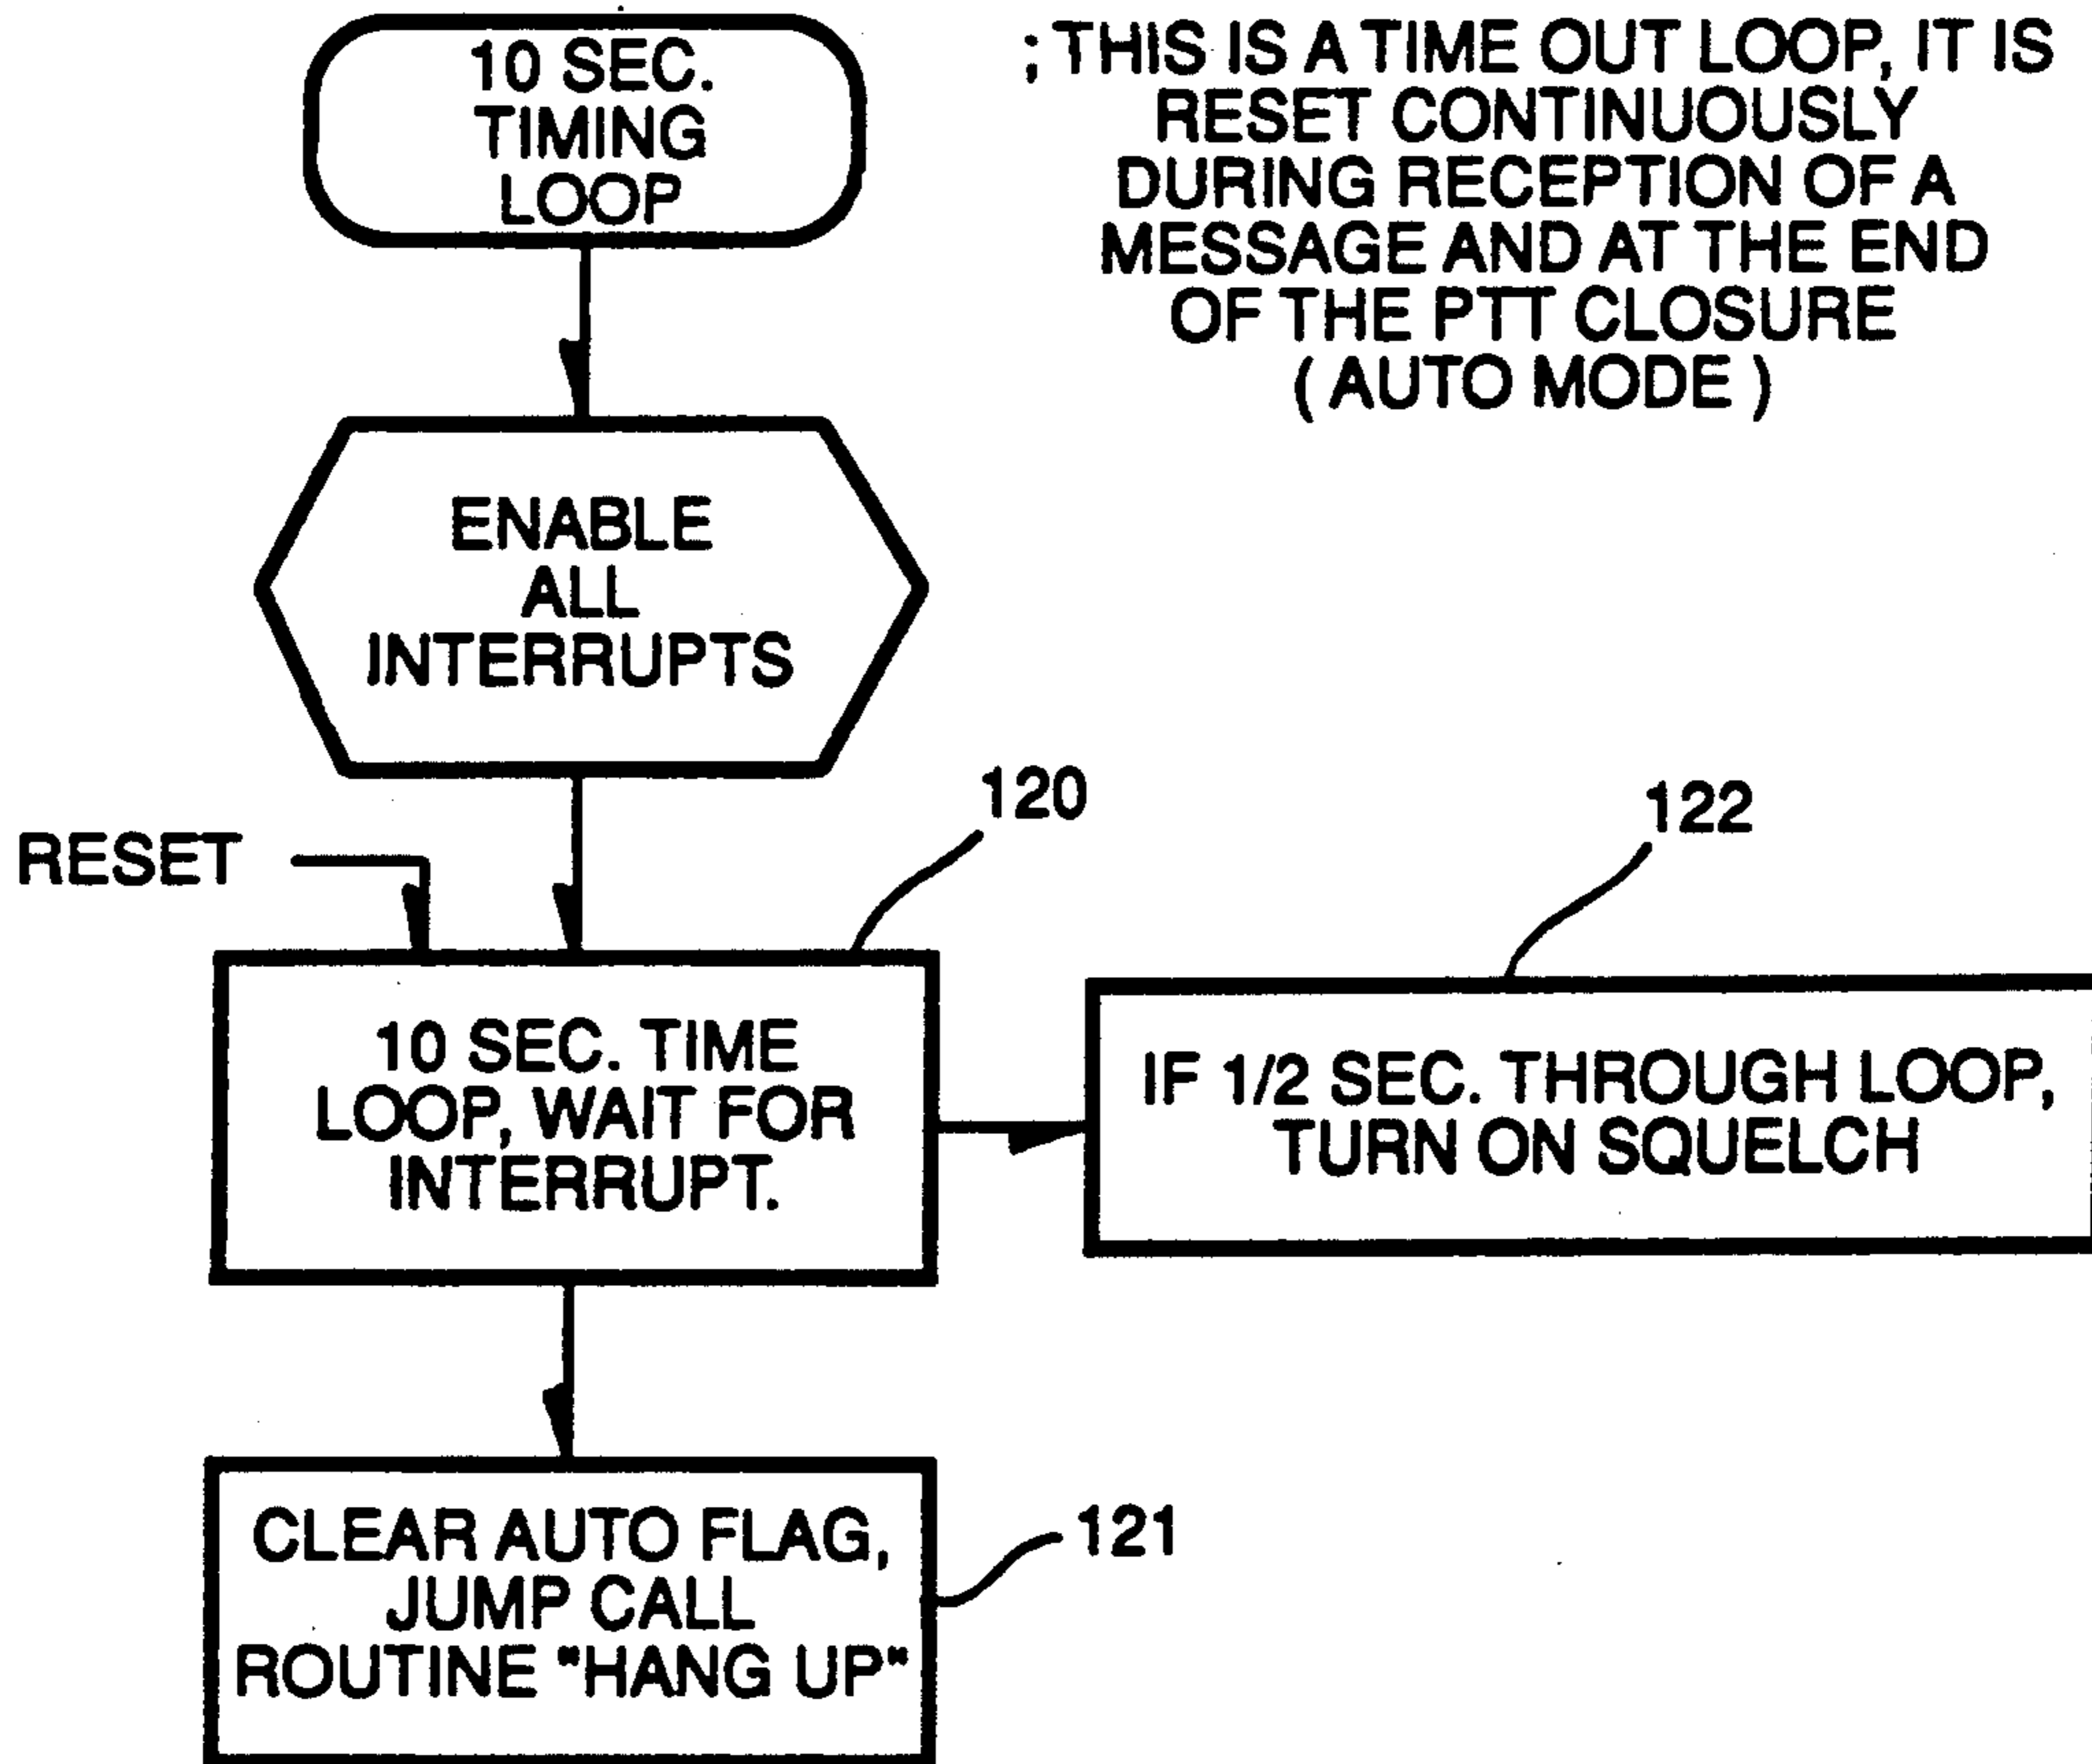 10 SEC.
TIMING
LOOP
; THIS IS A TIME OUT LOOP, IT IS
RESET CONTINUOUSLY
DURING RECEPTION OF A
MESSAGE AND AT THE END
OF THE PTT CLOSURE
( AUTO MODE )
ENABLE
ALL
INTERRUPTS
RESET
120
122
10 SEC. TIME
LOOP, WAIT FOR
INTERRUPT.
IF 1/2 SEC. THROUGH LOOP,
TURN ON SQUELCH
CLEAR AUTO FLAG,
JUMP CALL
ROUTINE "HANG UP"
121